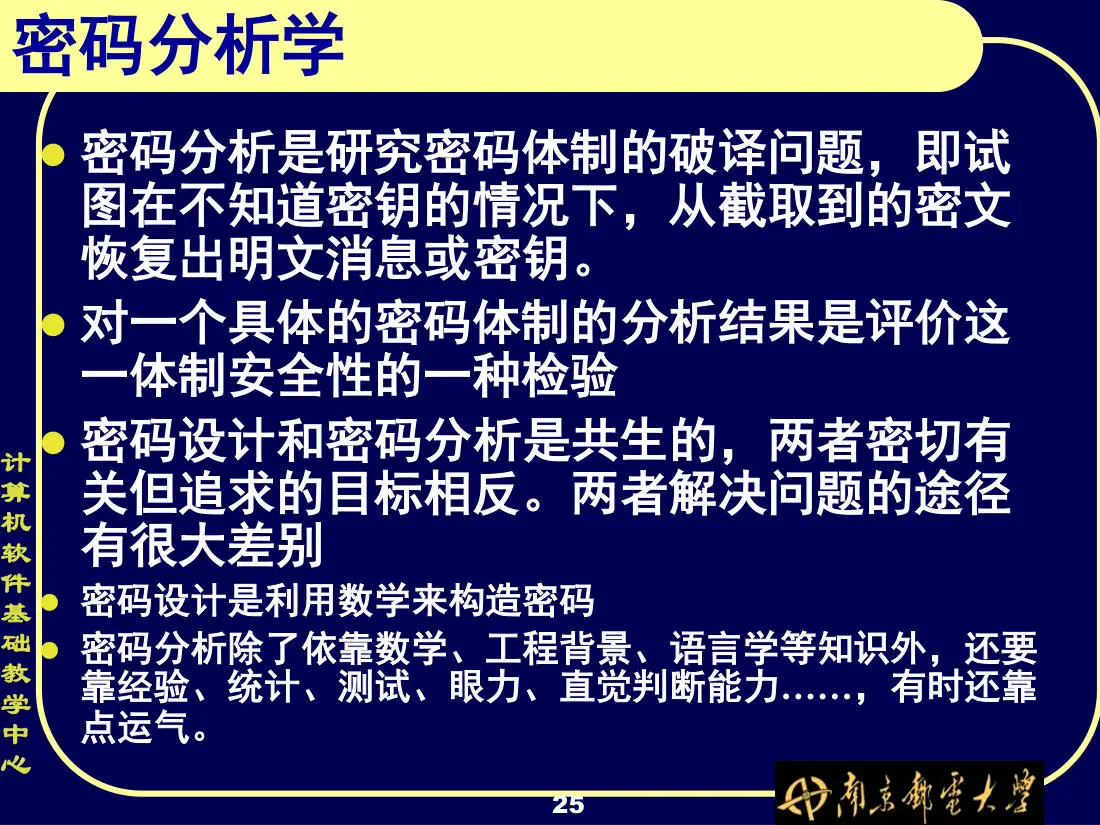 密码分析学
密码分析是研究密码体制的破译问题，即试
图在不知道密钥的情况下，从截取到的密文
恢复出明文消息或密钥。
对一个具体的密码体制的分析结果是评价这
一体制安全性的一种检验
密码设计和密码分析是共生的，两者密切有
关但追求的目标相反。两者解决问题的途径
有很大差别
密码设计是利用数学来构造密码
密码分析除了依靠数学、工程背景、语言学等知识外，还要
靠经验、统计、测试、眼力、直觉判断能力……，有时还靠
点运气。
计算机软件基础教学中心
25
南京郵電大學